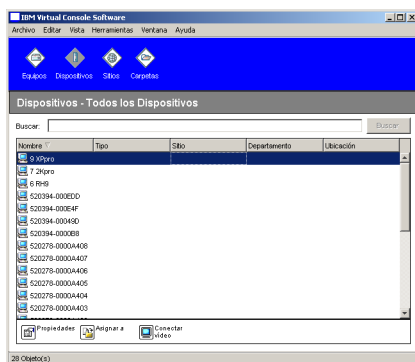 IBM Virtual Console Software
Archivo Editar Vista Herramientas Ventana Ayuda
Equipos Dispositivos Sitios Carpetas
Dispositivos - Todos los Dispositivos
Buscar: Buscar
Nombre Tipo Sitio Departamento Ubicación
9 XPpro
7 2Kpro
6 RH9
520394-000EDD
520394-000E4F
520394-00049D
520394-0000B8
520278-0000A408
520278-0000A407
520278-0000A406
520278-0000A405
520278-0000A404
520278-0000A403
Propiedades Asignar a Conectar vídeo
28 Objeto(s)